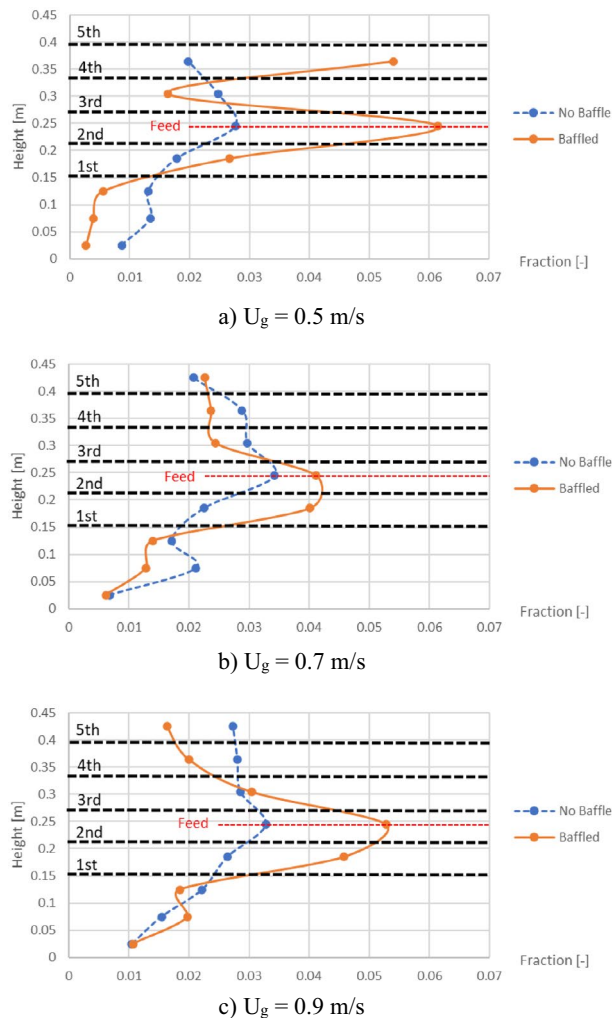 0.45
5th
0.4
4th
0.35
3rd
0.3
Feed
0.25
2nd
0.2
1st
0.15
0.1
0.05
0
Height [m]
No Baffle
Baffled
0 0.01 0.02 0.03 0.04 0.05 0.06 0.07
Fraction [-]
a) Ug = 0.5 m/s
0.45
5th
0.4
4th
0.35
3rd
0.3
Feed
0.25
2nd
0.2
1st
0.15
0.1
0.05
0
Height [m]
No Baffle
Baffled
0 0.01 0.02 0.03 0.04 0.05 0.06 0.07
Fraction [-]
b) Ug = 0.7 m/s
0.45
5th
0.4
4th
0.35
3rd
0.3
Feed
0.25
2nd
0.2
1st
0.15
0.1
0.05
0
Height [m]
No Baffle
Baffled
0 0.01 0.02 0.03 0.04 0.05 0.06 0.07
Fraction [-]
c) Ug = 0.9 m/s